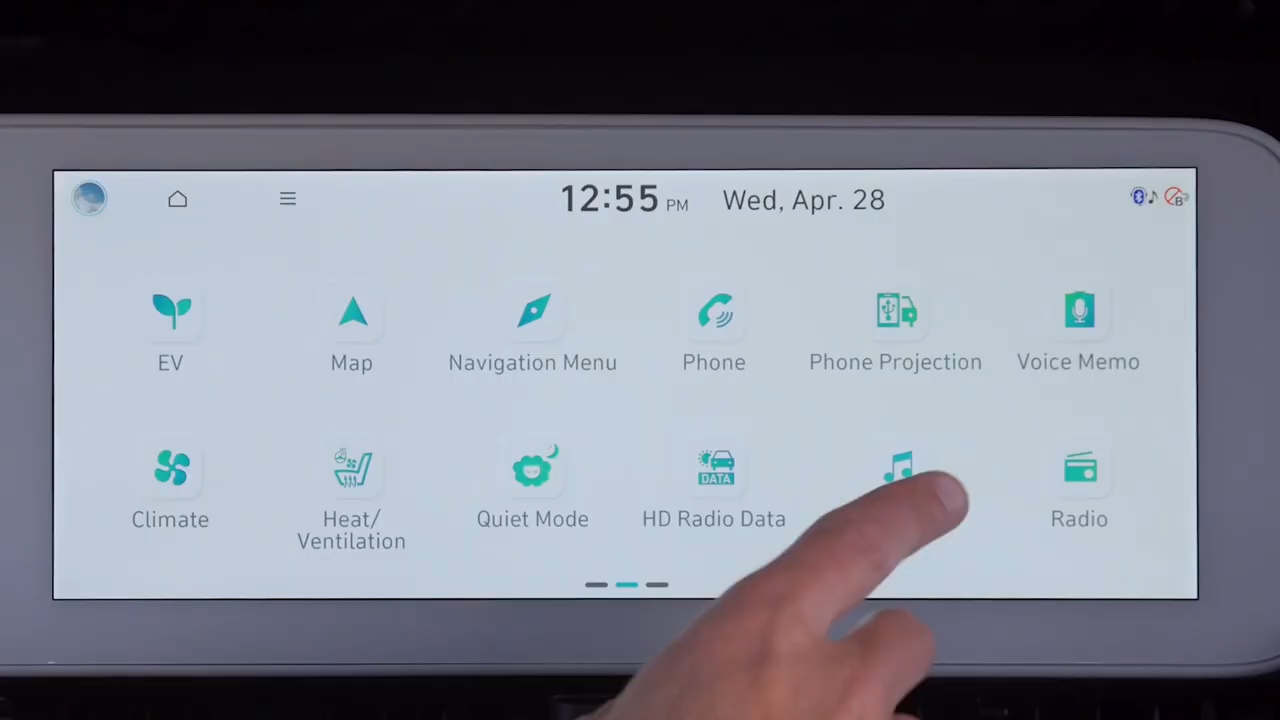 12:55 PM Wed, Apr. 28
B
EV Map Navigation Menu Phone Phone Projection Voice Memo
DATA
Climate Heat/ Quiet Mode HD Radio Data Radio
Ventilation